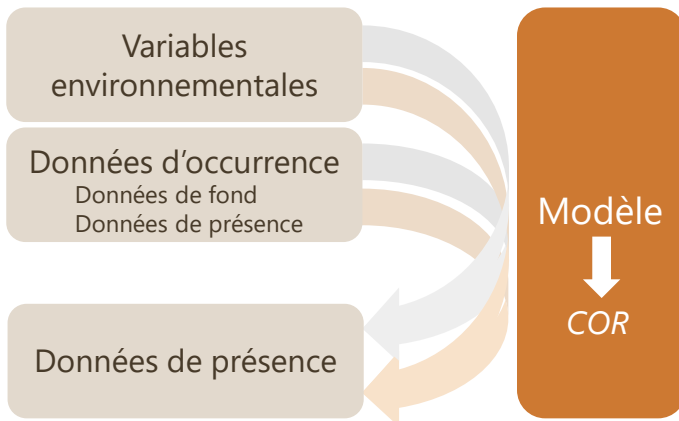 Variables
environnementales
Données d'occurrence
Données de fond
Données de présence
Données de présence
Modèle
COR